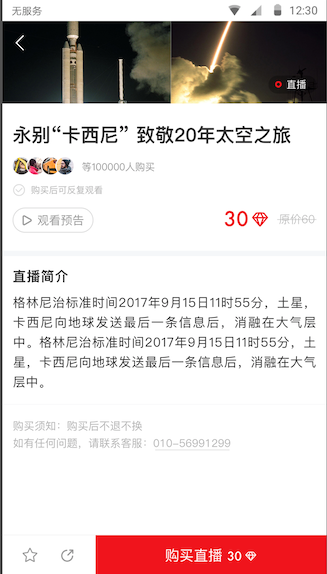 无服务
12:30
直播
永别“卡西尼”致敬20年太空之旅
等100000人购买
购买后可反复观看
观看预告
30
原价60
直播简介
格林尼治标准时间2017年9月15日11时55分，土星，
卡西尼向地球发送最后一条信息后，消融在大气
层中。格林尼治标准时间2017年9月15日11时55分，土
星，卡西尼向地球发送最后一条信息后，消融在大气
层中。
购买须知：购买后不退不换
如有任何问题，请联系客服：010-56991299
购买直播 30